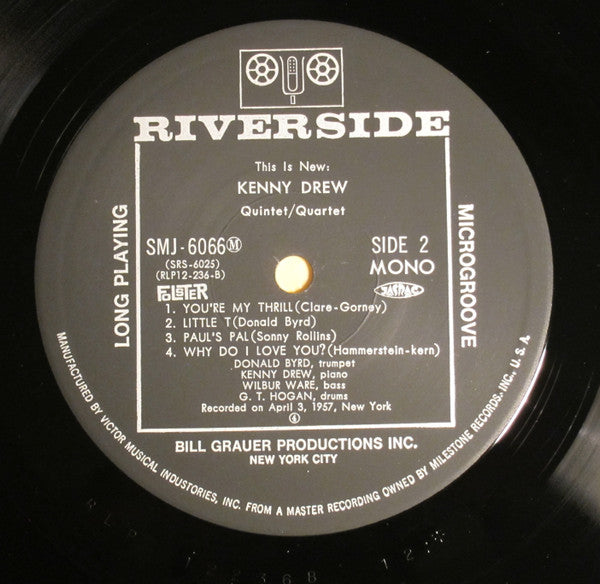 RIVERSIDE
This Is New:
KENNY DREW
Quintet/Quartet
SMJ-6066Ⓜ
(SRS-6025)
(RLP12-236-B)
SIDE 2
MONO
JASRAC
LONG PLAYING
MICROGROOVE
1. YOU'RE MY THRILL(Clare-Gorney)
2. LITTLE T(Donald Byrd)
3. PAUL'S PAL(Sonny Rollins)
4. WHY DO I LOVE YOU?(Hammerstein-kern)
DONALD BYRD, trumpet
KENNY DREW, piano
WILBUR WARE, bass
G. T. HOGAN, drums
Recorded on April 3, 1957, New York
BILL GRAUER PRODUCTIONS INC.
NEW YORK CITY
MANUFACTURED BY VICTOR MUSICAL INDUSTORIES, INC. FROM A MASTER RECORDING OWNED BY MILESTONE RECORDS, INC., U. S. A.